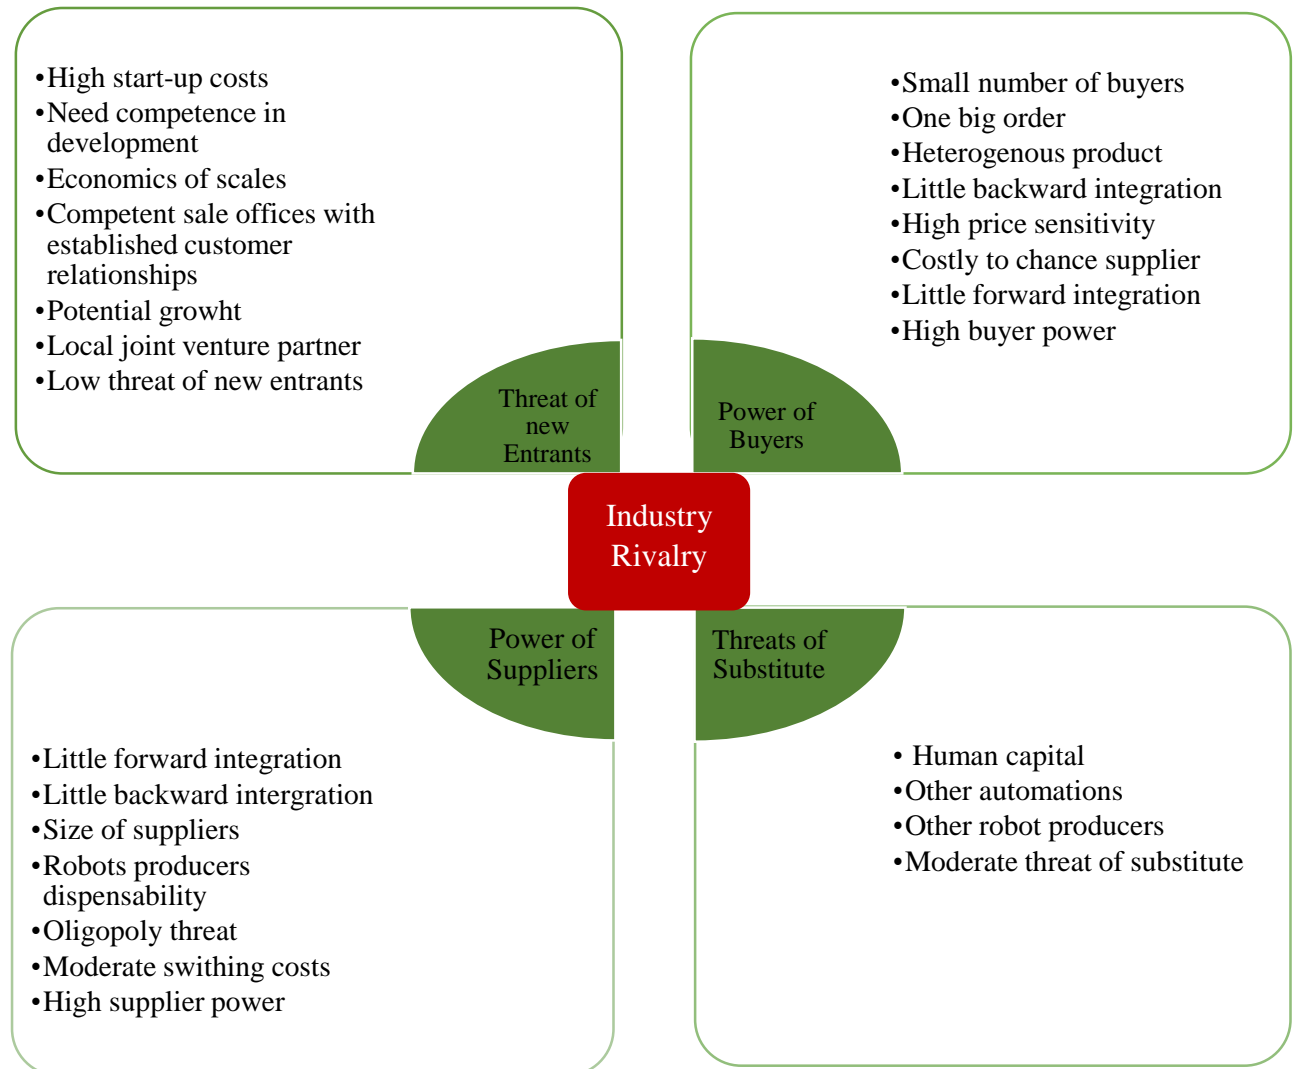 •High start-up costs
•Need competence in
development
•Economics of scales
•Competent sale offices with
established customer
relationships
•Potential growht
•Local joint venture partner
•Low threat of new entrants
Threat of
new
Entrants
•Small number of buyers
•One big order
•Heterogenous product
•Little backward integration
•High price sensitivity
•Costly to chance supplier
•Little forward integration
•High buyer power
Power of
Buyers
Industry
Rivalry
Power of
Suppliers
•Little forward integration
•Little backward intergration
•Size of suppliers
•Robots producers
dispensability
•Oligopoly threat
•Moderate swithing costs
•High supplier power
Threats of
Substitute
• Human capital
•Other automations
•Other robot producers
•Moderate threat of substitute